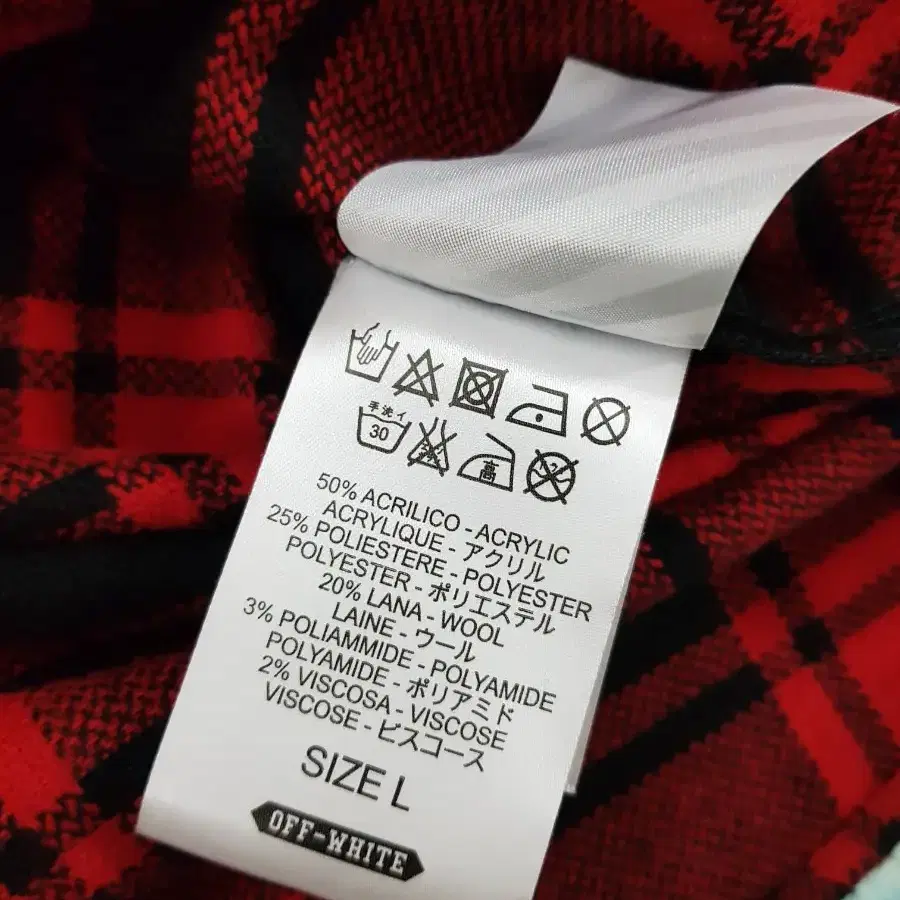 手洗イ
30
高
50% ACRILICO - ACRYLIC
ACRYLIQUE - アクリル
25% POLIESTERE - POLYESTER
POLYESTER - ポリエステル
20% LANA - WOOL
LAINE - ウール
3% POLIAMMIDE - POLYAMIDE
POLYAMIDE - ポリアミド
2% VISCOSA - VISCOSE
VISCOSE - ビスコース
SIZE L
OFF-WHITE